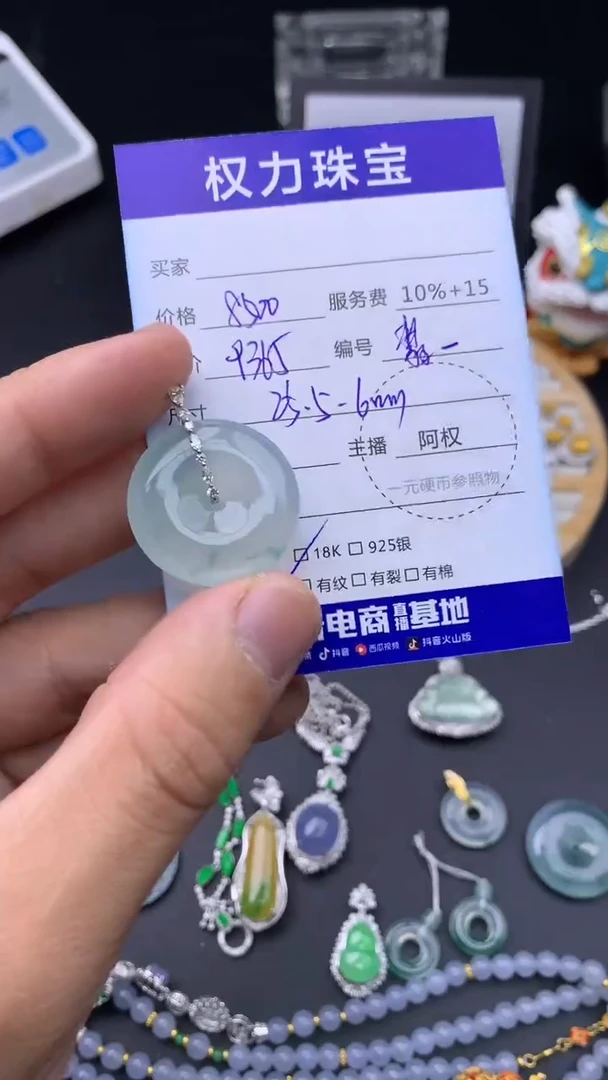 权力珠宝
买家
价格 8500 服务费 10%+15
价 9365 编号
尺寸 25.5-6mm
主播 阿权
一元硬币参照物
18K 925银
有纹 有裂 有棉
电商直播基地
抖音 西瓜视频 抖音火山版